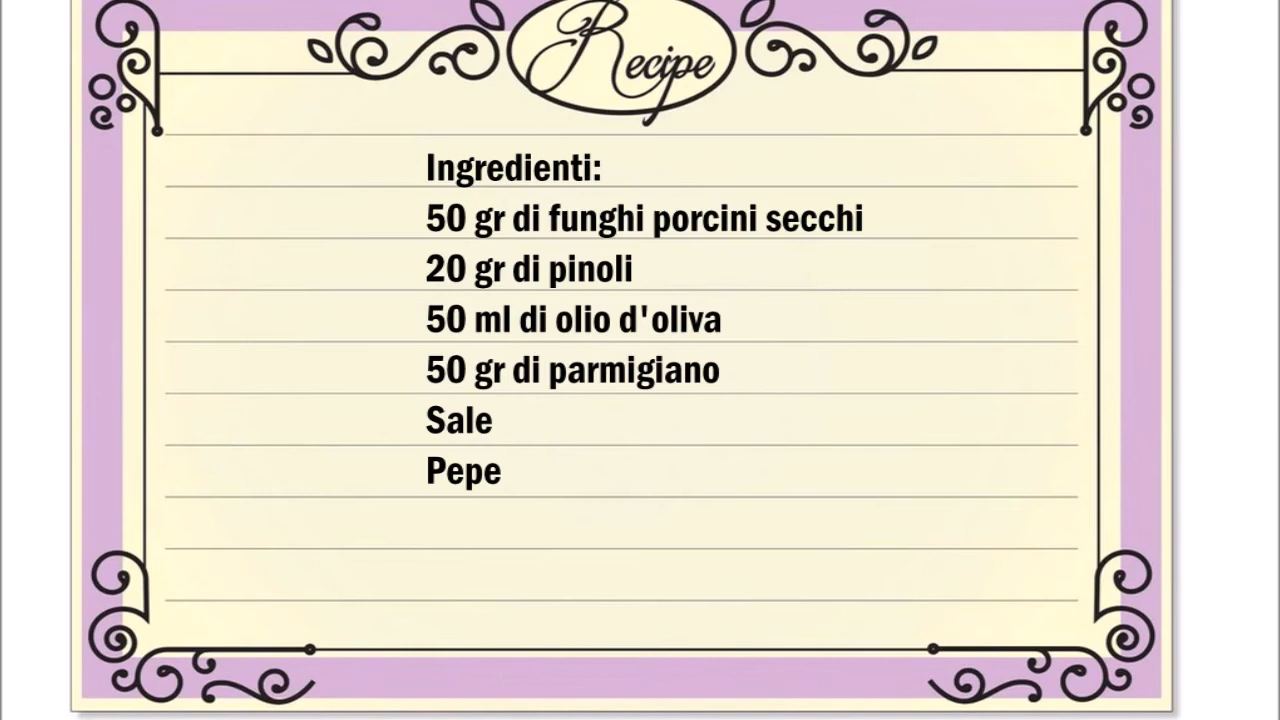 Recipe
Ingredienti:
50 gr di funghi porcini secchi
20 gr di pinoli
50 ml di olio d'oliva
50 gr di parmigiano
Sale
Pepe